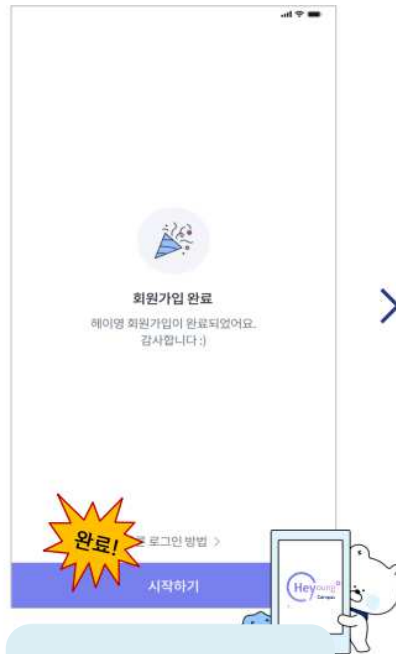 회원가입 완료
헤이영 회원가입이 완료되었어요.
감사합니다 :)
완료!
로그인 방법 >
시작하기
Heyoung
Campus